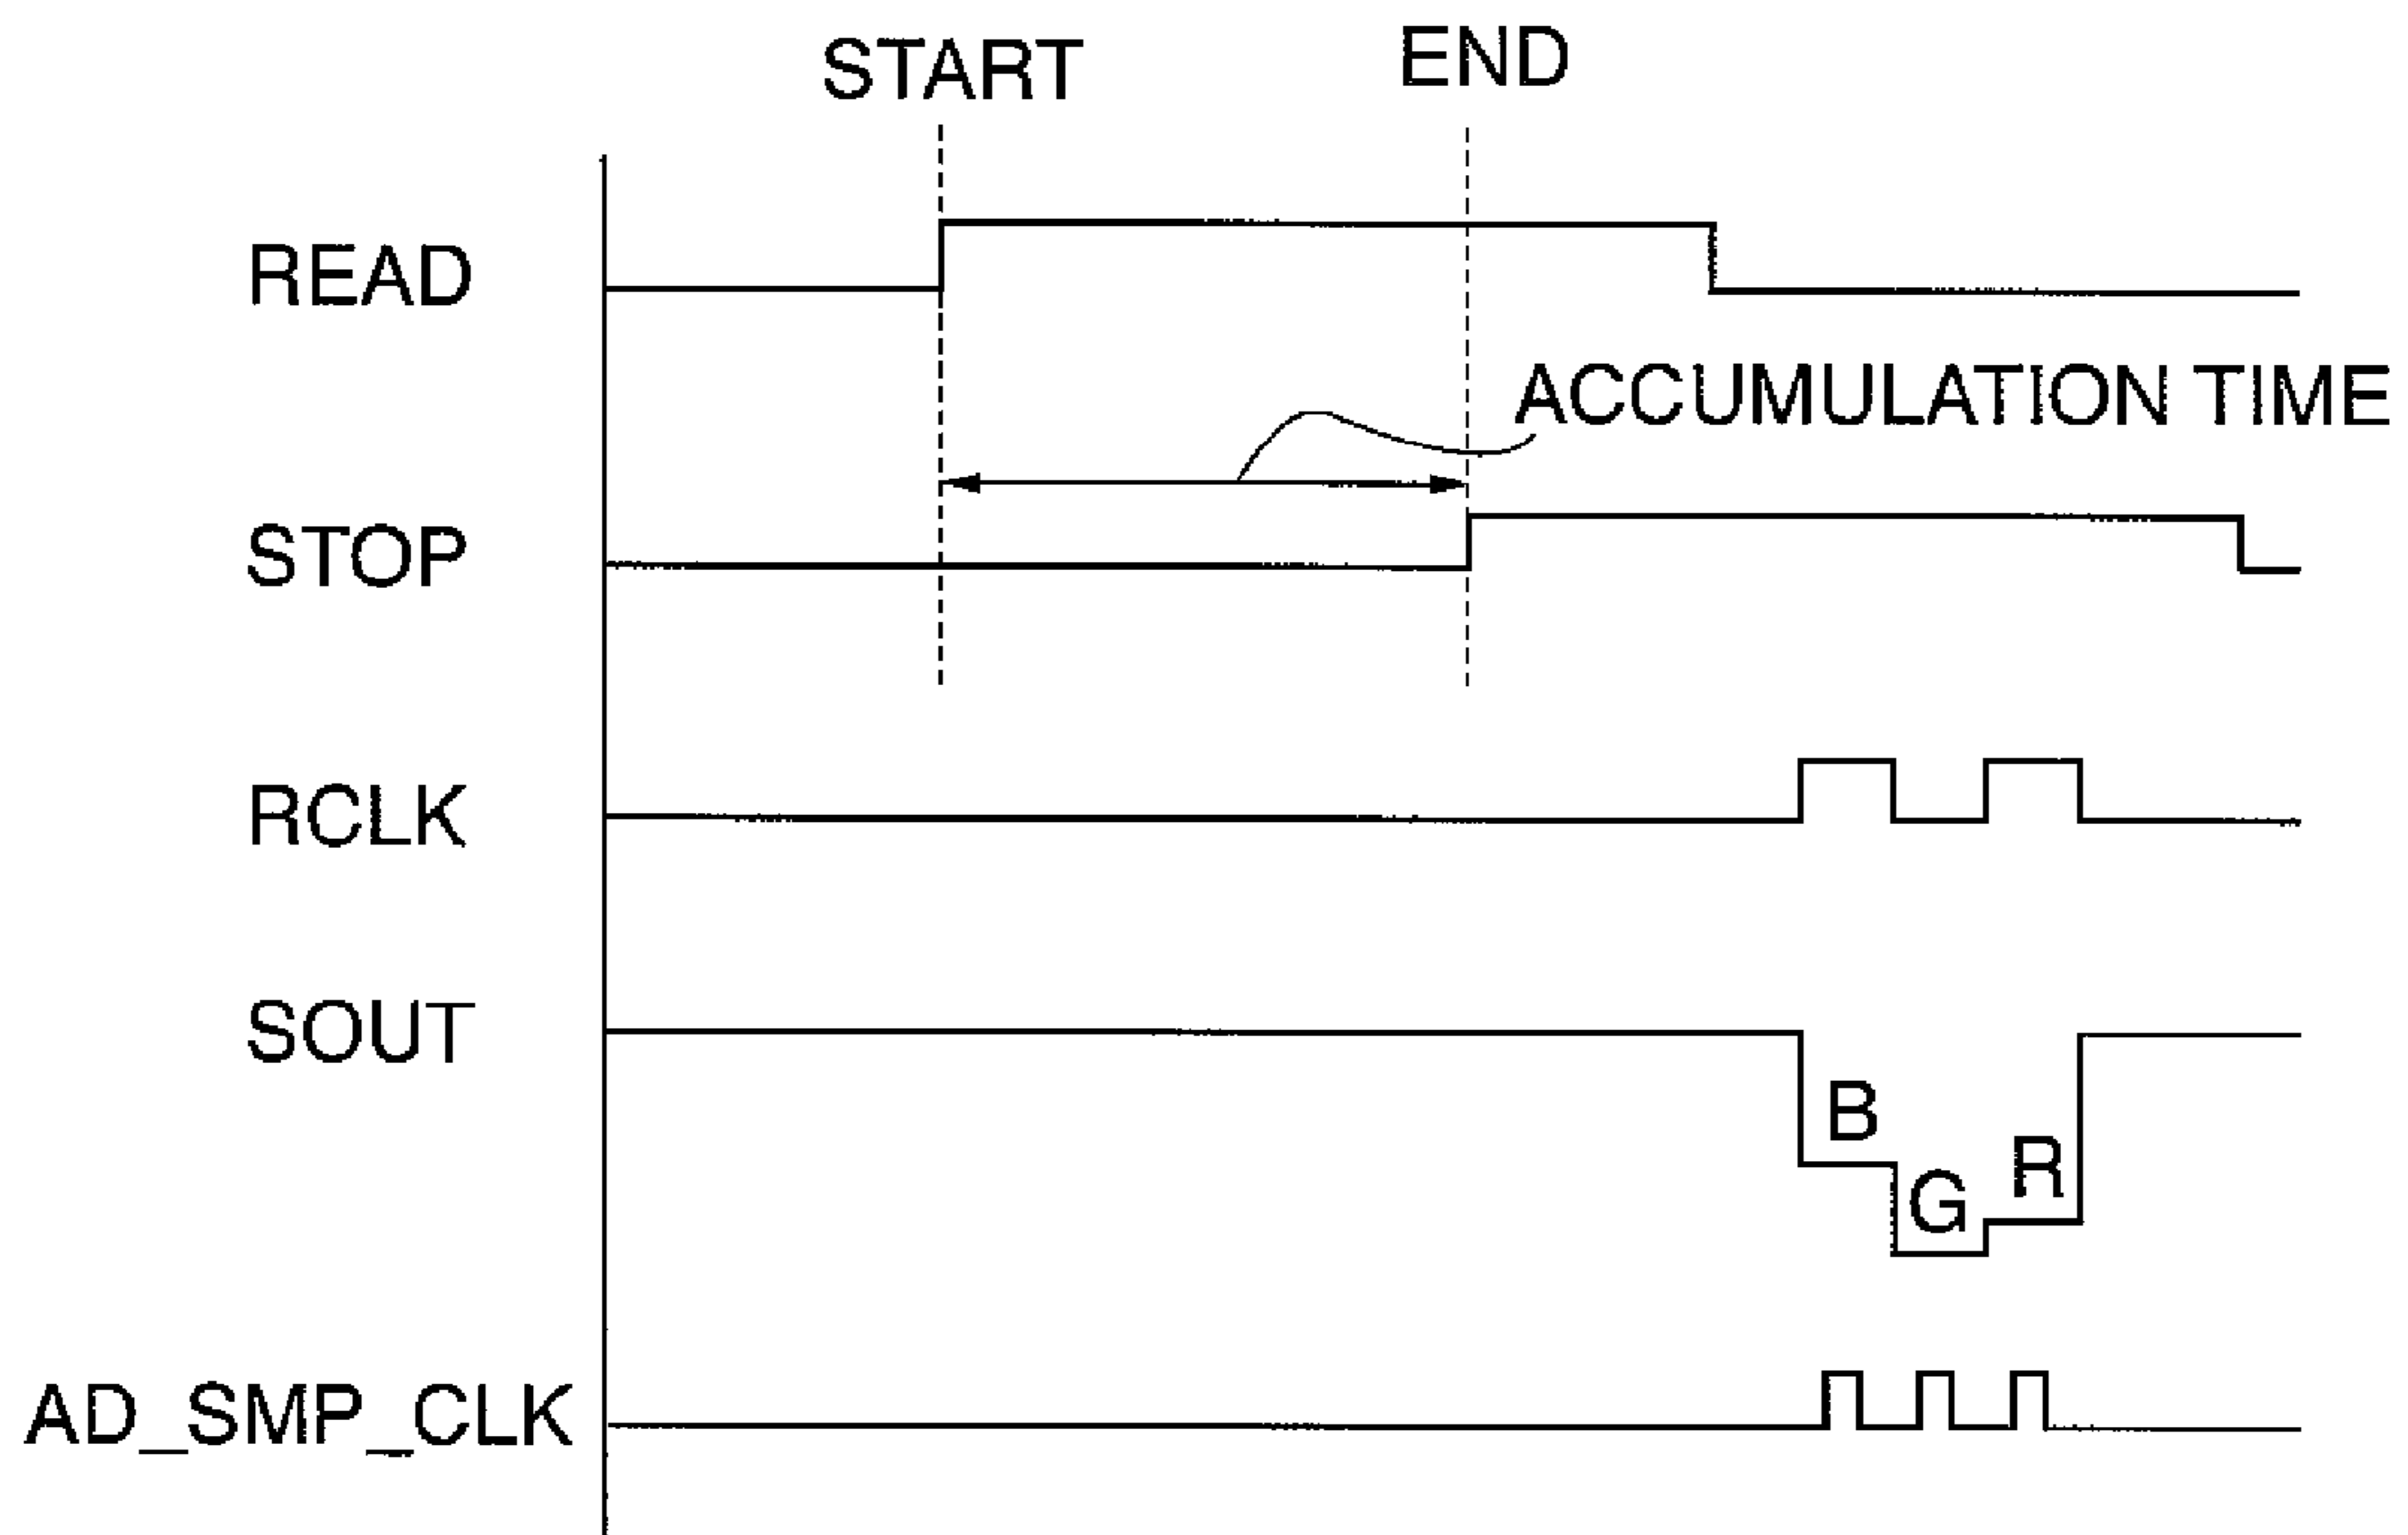 START
END
READ
ACCUMULATION TIME
STOP
RCLK
SOUT
B
G
R
AD_SMP_CLK